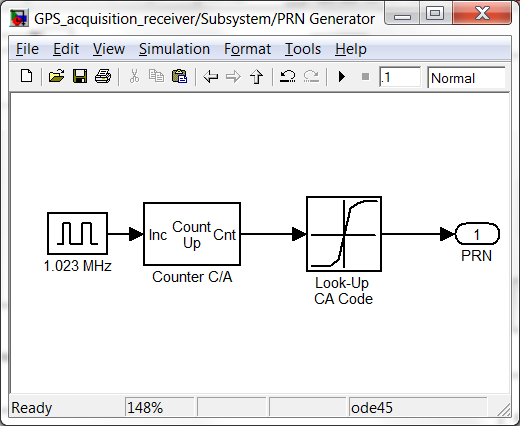 GPS_acquisition_receiver/Subsystem/PRN Generator
File Edit View Simulation Format Tools Help
.1 Normal
Inc Count Up Cnt
1
1.023 MHz
Counter C/A
Look-Up
CA Code
PRN
Ready 148% ode45